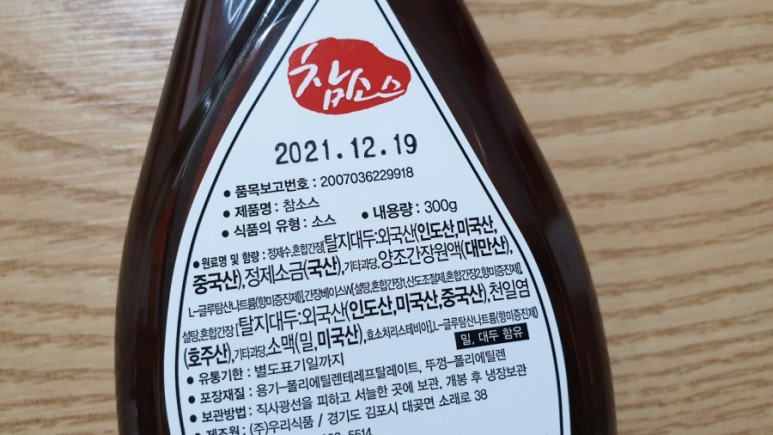 참소스
2021.12.19
• 품목보고번호 : 2007036229918
• 제품명 : 참소스
• 식품의 유형 : 소스 • 내용량 : 300g
• 원료명 및 함량 : 정제수,혼합간장{탈지대두:외국산(인도산,미국산,
중국산),정제소금(국산),기타과당,양조간장원액(대만산),
L-글루탐산나트륨(향미증진제)},간장베이스W{설탕,혼합간장1,산도조절제,혼합간장2,향미증진제},
설탕,혼합간장{탈지대두:외국산(인도산,미국산,중국산),천일염
(호주산),기타과당,소맥(밀,미국산),효소처리스테비아},L-글루탐산나트륨(향미증진제)
밀, 대두 함유
• 유통기한 : 별도표기일까지
• 포장재질 : 용기-폴리에틸렌테레프탈레이트, 뚜껑-폴리에틸렌
• 보관방법 : 직사광선을 피하고 서늘한 곳에 보관, 개봉 후 냉장보관
• 제조원 : (주)우리식품 / 경기도 김포시 대곶면 소래로 38
5514